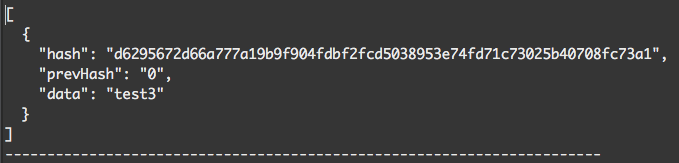 [
  {
    "hash": "d6295672d66a777a19b9f904fdbf2fcd5038953e74fd71c73025b40708fc73a1",
    "prevHash": "0",
    "data": "test3"
  }
]
------------------------------------------------------------------------